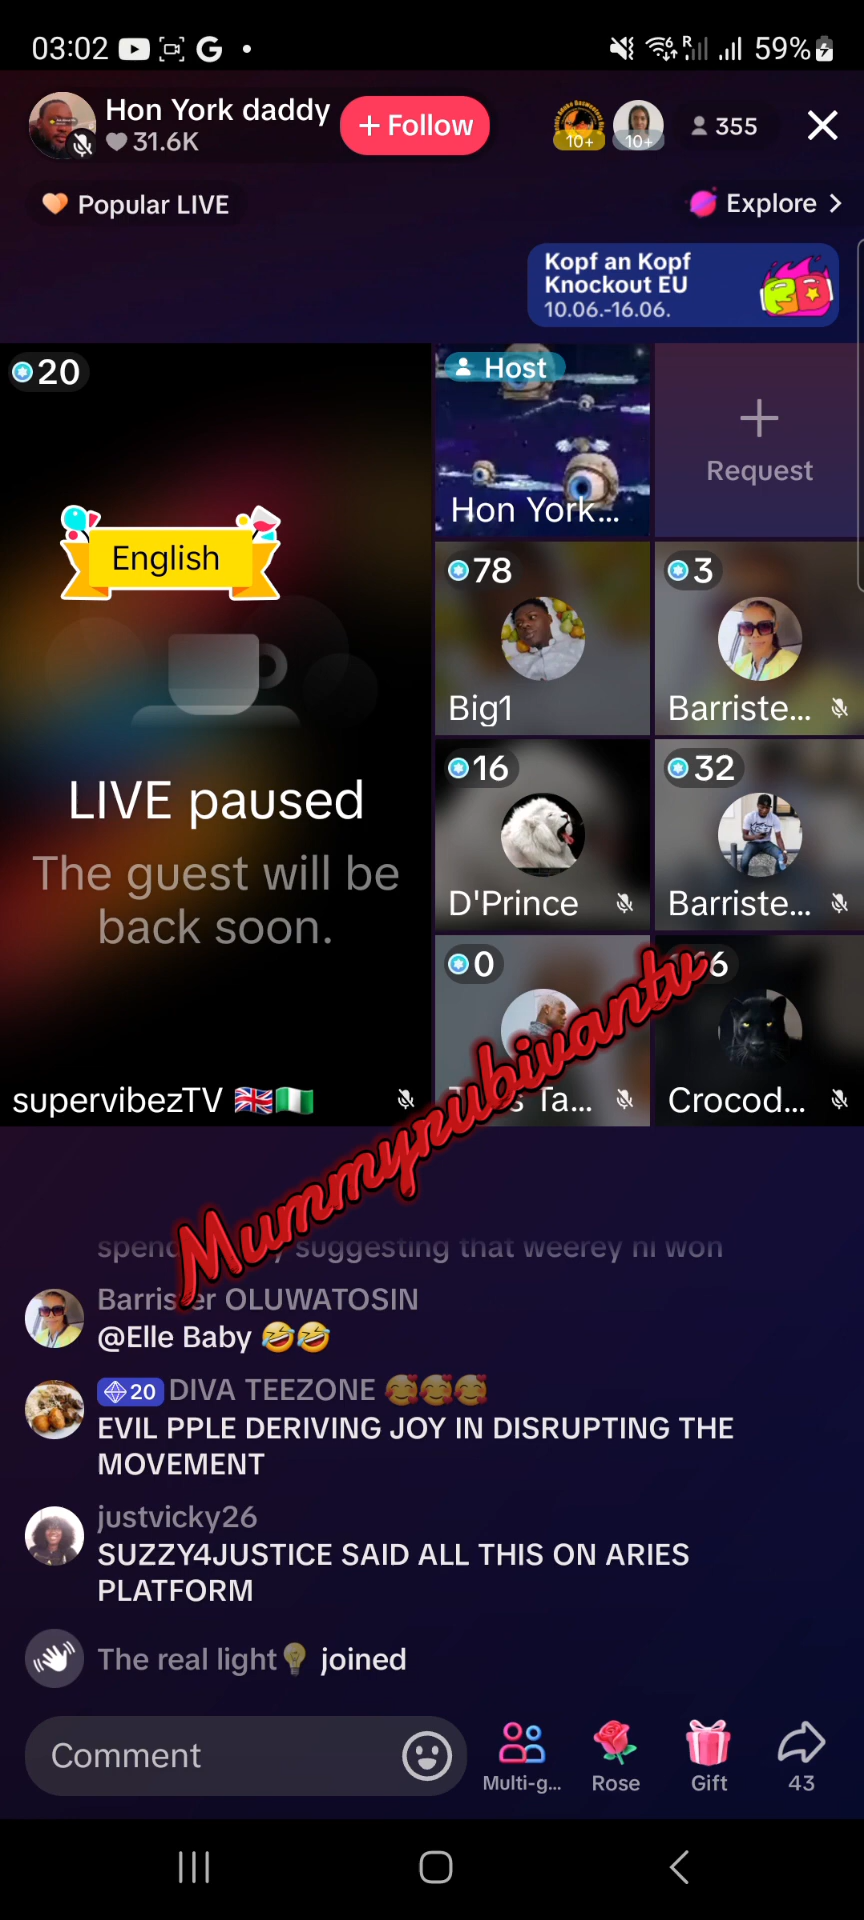 03:02
59%
Hon York daddy
31.6K
+ Follow
10+
10+
355
Popular LIVE
Explore
Kopf an Kopf
Knockout EU
10.06.-16.06.
20
Host
Hon York...
Request
English
78
Big1
3
Barriste...
LIVE paused
The guest will be
back soon.
16
D'Prince
32
Barriste...
0
6
supervibezTV
Ta...
Crocod...
Mummyrubivantv
suggesting that weerey ni won
Barrister OLUWATOSIN
@Elle Baby
20 DIVA TEEZONE
EVIL PPLE DERIVING JOY IN DISRUPTING THE
MOVEMENT
justvicky26
SUZZY4JUSTICE SAID ALL THIS ON ARIES
PLATFORM
The real light joined
Comment
Multi-g...
Rose
Gift
43